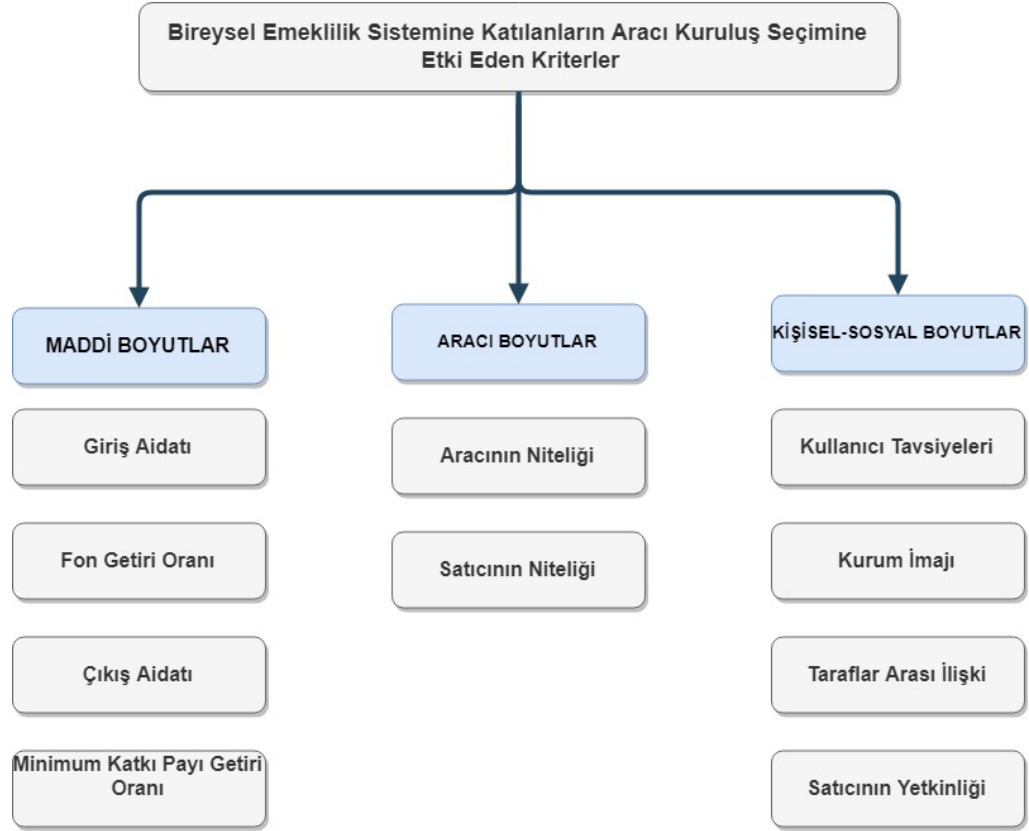 Bireysel Emeklilik Sistemine Katılanların Aracı Kuruluş Seçimine
Etki Eden Kriterler
MADDİ BOYUTLAR
Giriş Aidatı
Fon Getiri Oranı
Çıkış Aidatı
Minimum Katkı Payı Getiri
Oranı
ARACI BOYUTLAR
Aracının Niteliği
Satıcının Niteliği
KİŞİSEL-SOSYAL BOYUTLAR
Kullanıcı Tavsiyeleri
Kurum İmajı
Taraflar Arası İlişki
Satıcının Yetkinliği